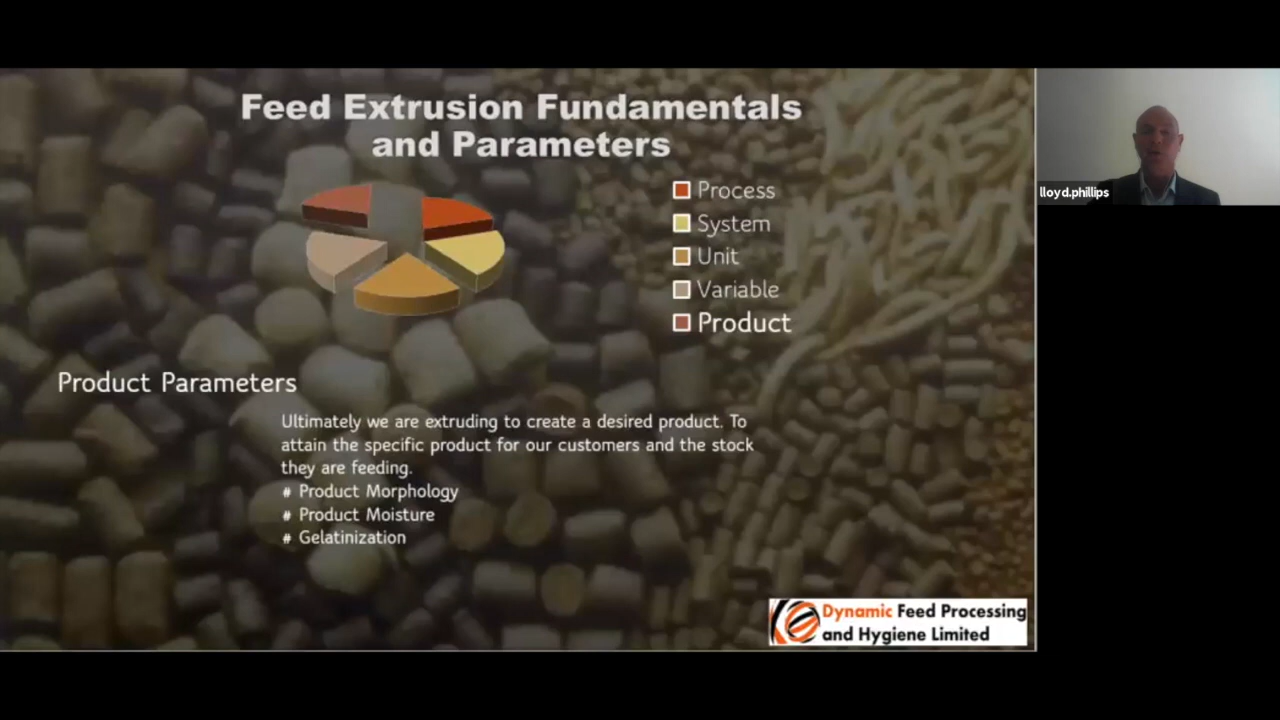 Feed Extrusion Fundamentals
and Parameters
Process
System
Unit
Variable
Product
Product Parameters
Ultimately we are extruding to create a desired product. To
attain the specific product for our customers and the stock
they are feeding.
# Product Morphology
# Product Moisture
# Gelatinization
Dynamic Feed Processing
and Hygiene Limited
lloyd.phillips